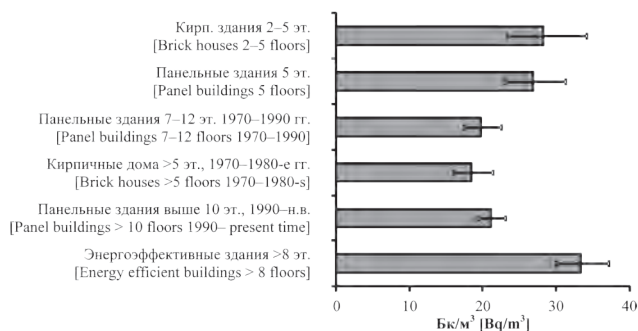 Кирп. здания 2–5 эт.
[Brick houses 2–5 floors]
Панельные здания 5 эт.
[Panel buildings 5 floors]
Панельные здания 7–12 эт. 1970–1990 гг.
[Panel buildings 7–12 floors 1970–1990]
Кирпичные дома >5 эт., 1970–1980-е гг.
[Brick houses >5 floors 1970–1980-s]
Панельные здания выше 10 эт., 1990–н.в.
[Panel buildings > 10 floors 1990– present time]
Энергоэффективные здания >8 эт.
[Energy efficient buildings > 8 floors]
0 10 20 30 40
Бк/м³ [Bq/m³]